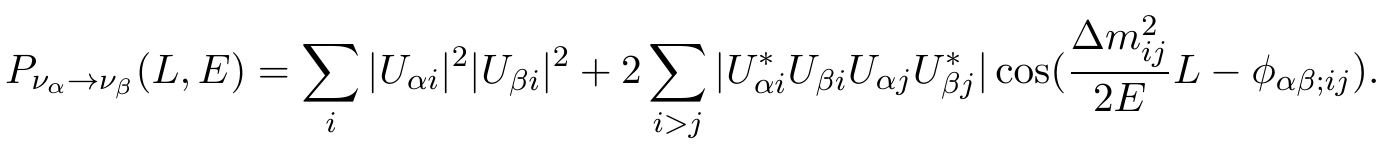 $P_{\nu_\alpha \to \nu_\beta}(L, E) = \sum_i |U_{\alpha i}|^2 |U_{\beta i}|^2 + 2 \sum_{i>j} |U^*_{\alpha i} U_{\beta i} U_{\alpha j} U^*_{\beta j}| \cos(\frac{\Delta m^2_{ij}}{2E} L - \phi_{\alpha\beta;ij}).$